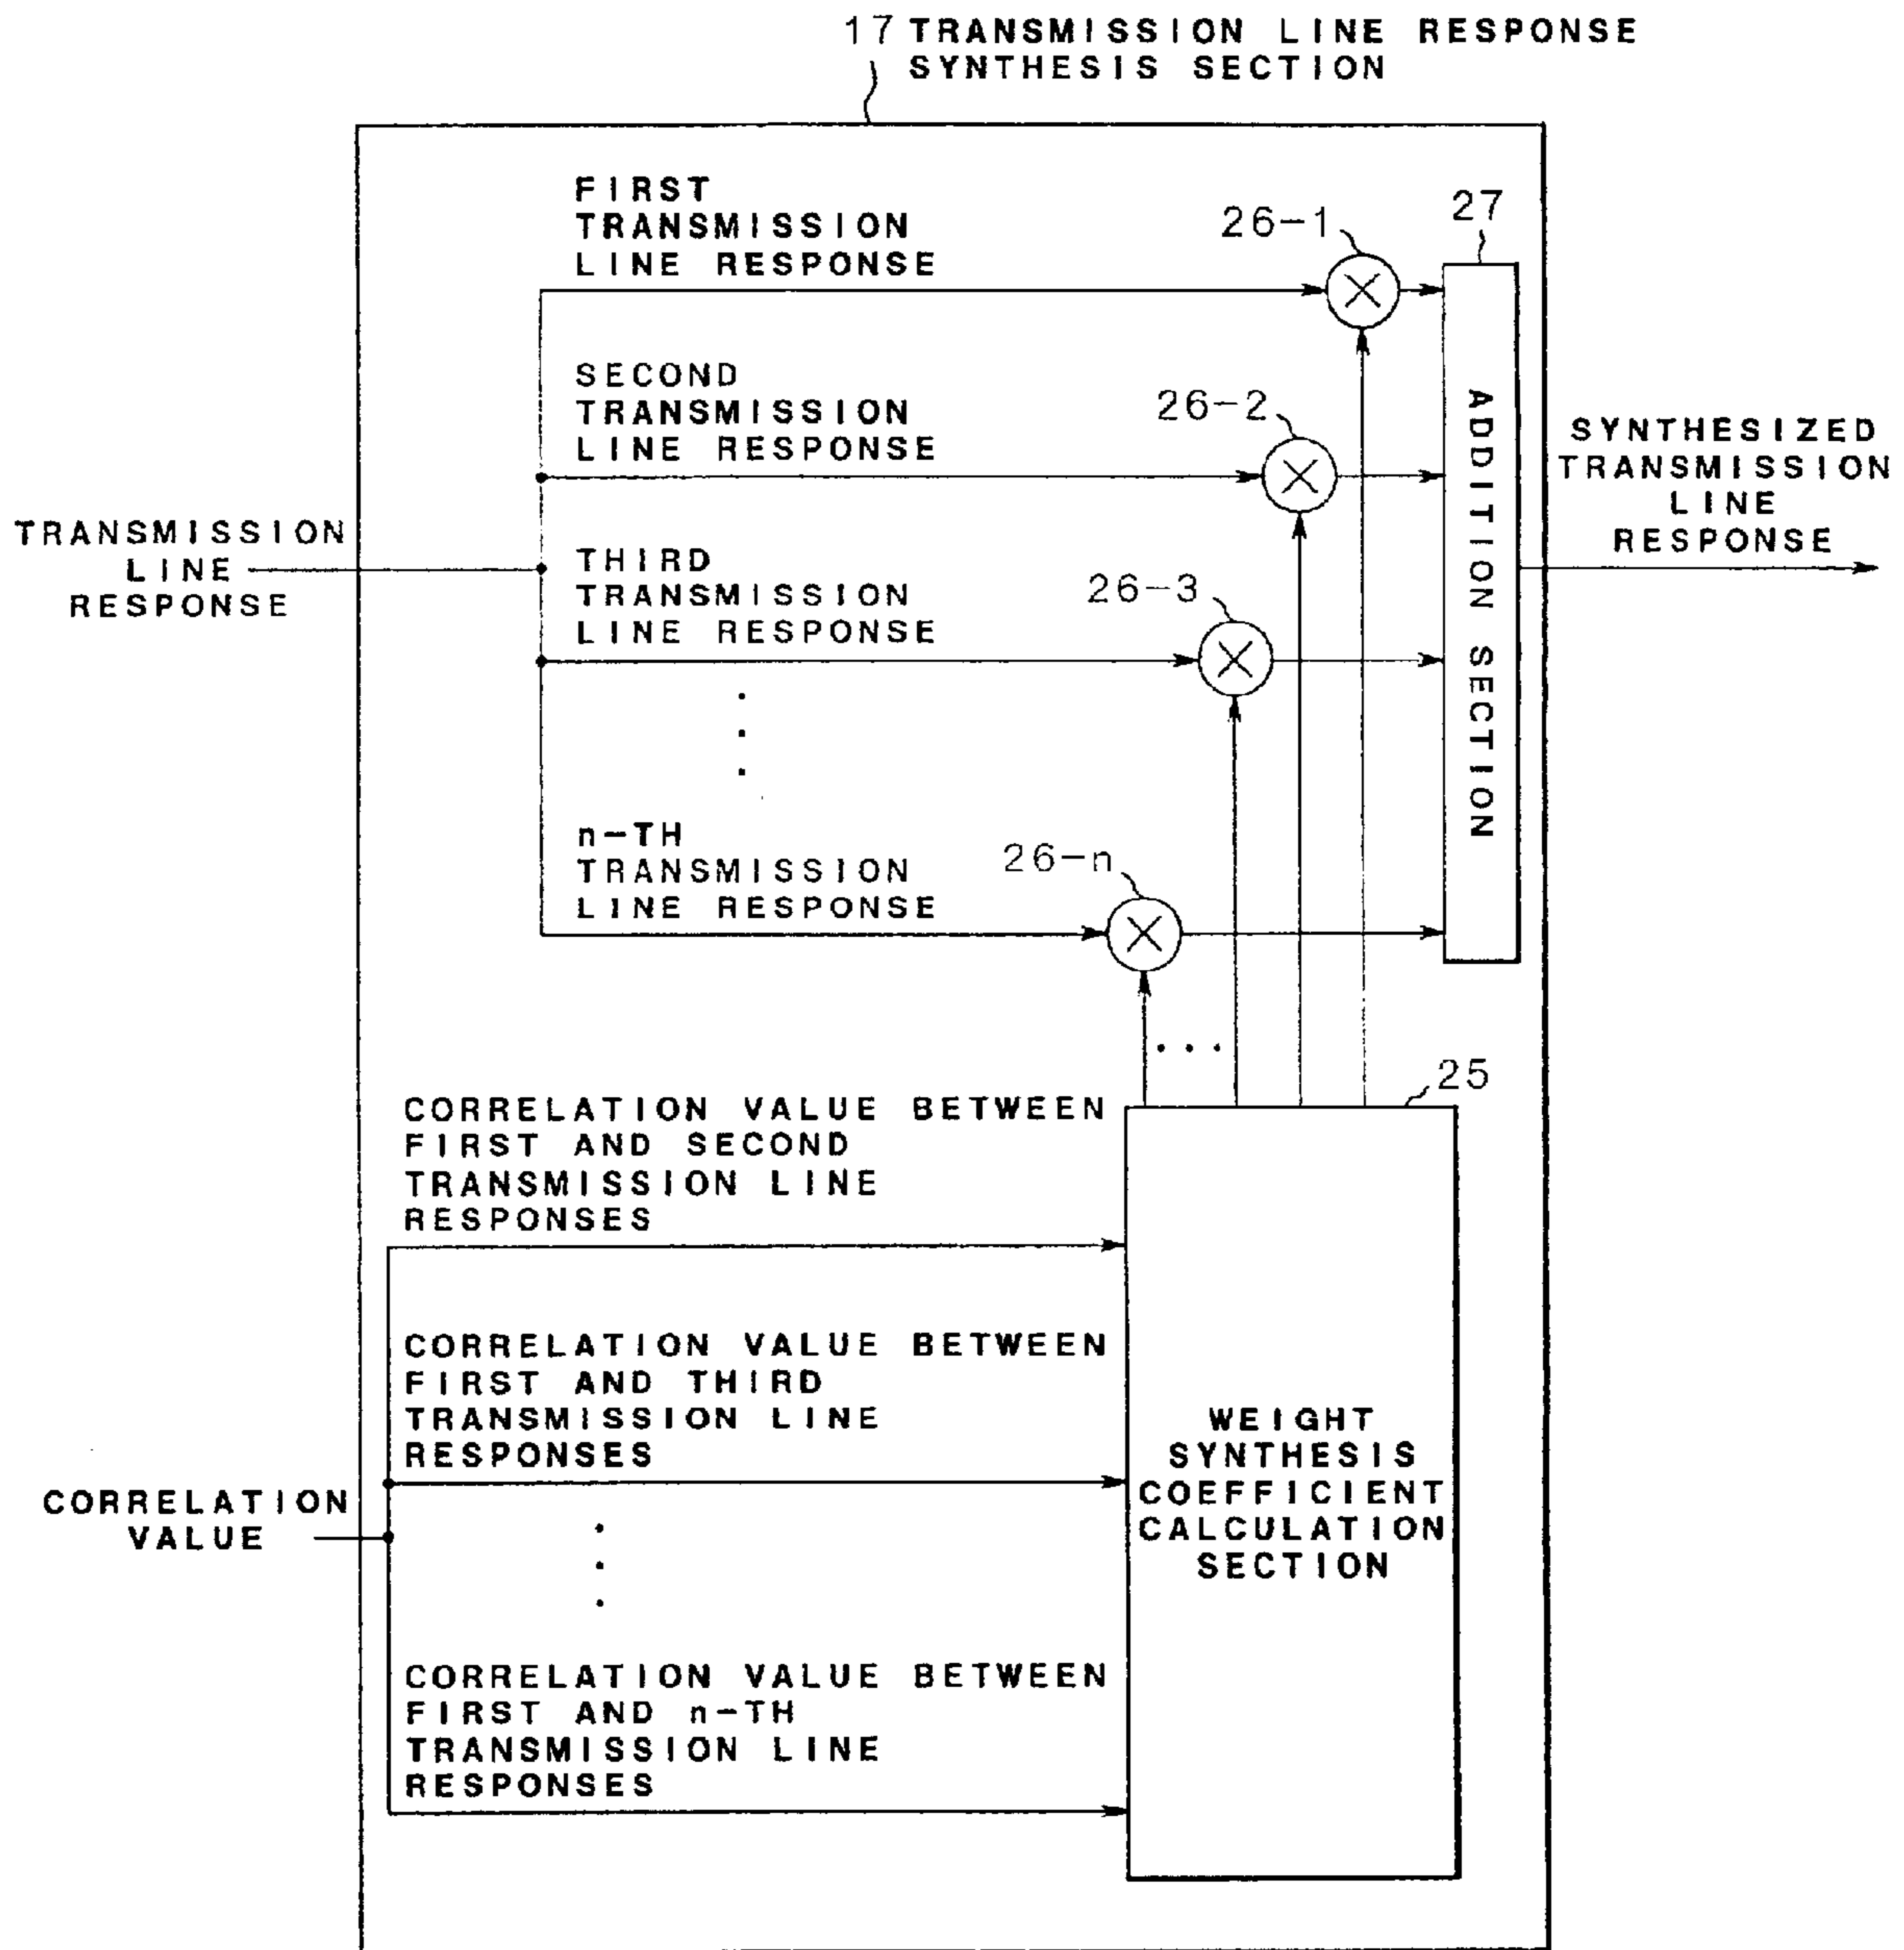 17 TRANSMISSION LINE RESPONSE
SYNTHESIS SECTION
FIRST
TRANSMISSION
LINE RESPONSE
26-1
27
SECOND
TRANSMISSION
LINE RESPONSE
26-2
ADDITION SECTION
SYNTHESIZED
TRANSMISSION
LINE
RESPONSE
TRANSMISSION
LINE
RESPONSE
THIRD
TRANSMISSION
LINE RESPONSE
26-3
n-TH
TRANSMISSION
LINE RESPONSE
26-n
25
CORRELATION VALUE BETWEEN
FIRST AND SECOND
TRANSMISSION LINE
RESPONSES
CORRELATION VALUE BETWEEN
FIRST AND THIRD
TRANSMISSION LINE
RESPONSES
WEIGHT
SYNTHESIS
COEFFICIENT
CALCULATION
SECTION
CORRELATION
VALUE
CORRELATION VALUE BETWEEN
FIRST AND n-TH
TRANSMISSION LINE
RESPONSES